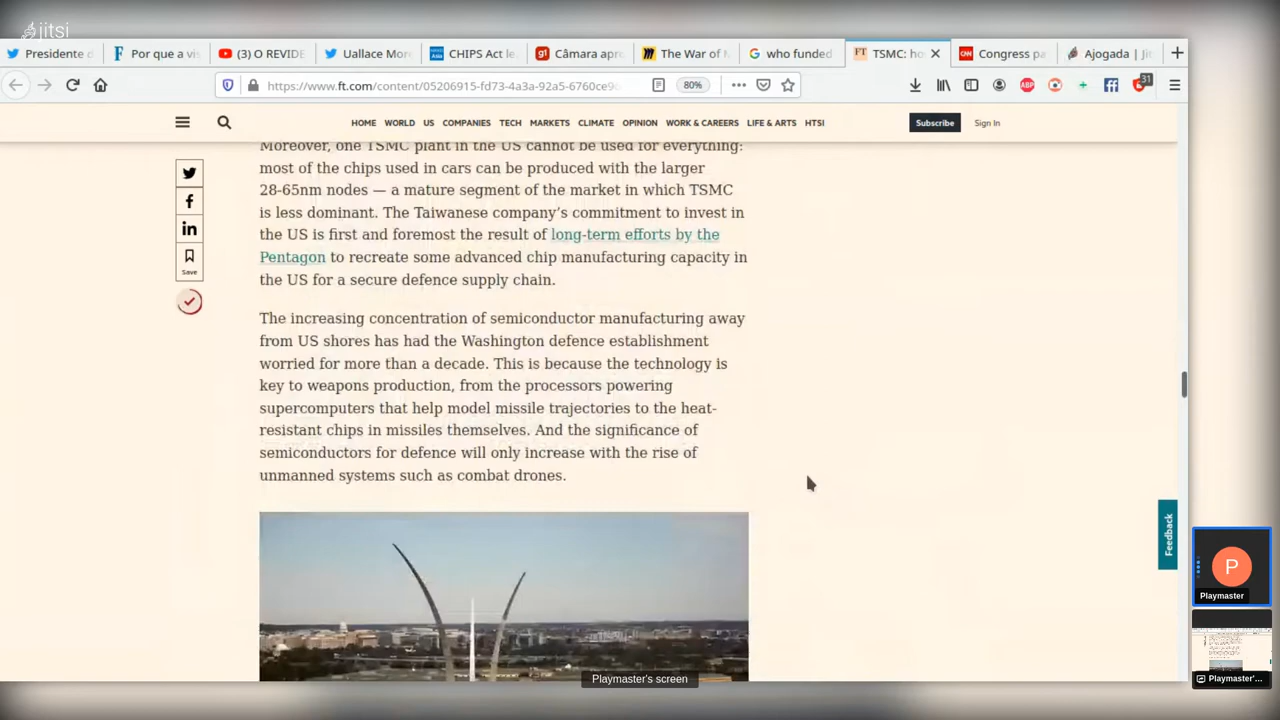 jitsi
Presidente d
Por que a vis
(3) O REVIDE
Uallace Mor
CHIPS Act le
Câmara apr
The War of M
who funded
TSMC: ho
Congress pa
Ajogada | Jit
https://www.ft.com/content/05206915-fd73-4a3a-92a5-6760ce9
80%
ABP
31
HOME WORLD US COMPANIES TECH MARKETS CLIMATE OPINION WORK & CAREERS LIFE & ARTS HTSI
Subscribe
Sign In
Save
Moreover, one TSMC plant in the US cannot be used for everything:
most of the chips used in cars can be produced with the larger
28-65nm nodes — a mature segment of the market in which TSMC
is less dominant. The Taiwanese company’s commitment to invest in
the US is first and foremost the result of long-term efforts by the
Pentagon to recreate some advanced chip manufacturing capacity in
the US for a secure defence supply chain.
The increasing concentration of semiconductor manufacturing away
from US shores has had the Washington defence establishment
worried for more than a decade. This is because the technology is
key to weapons production, from the processors powering
supercomputers that help model missile trajectories to the heat-
resistant chips in missiles themselves. And the significance of
semiconductors for defence will only increase with the rise of
unmanned systems such as combat drones.
Feedback
P
Playmaster
Playmaster'...
Playmaster's screen